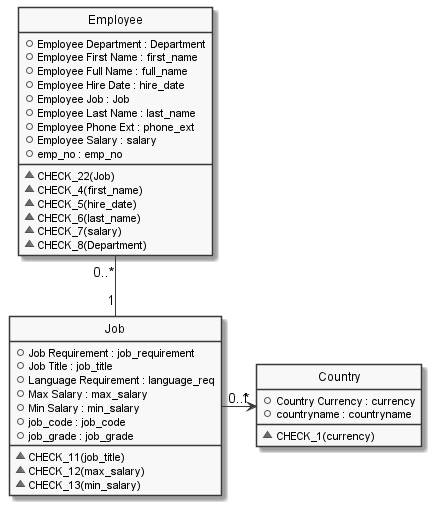 Employee
Employee Department : Department
Employee First Name : first_name
Employee Full Name : full_name
Employee Hire Date : hire_date
Employee Job : Job
Employee Last Name : last_name
Employee Phone Ext : phone_ext
Employee Salary : salary
emp_no : emp_no
CHECK_22(Job)
CHECK_4(first_name)
CHECK_5(hire_date)
CHECK_6(last_name)
CHECK_7(salary)
CHECK_8(Department)
0..*
1
Job
Job Requirement : job_requirement
Job Title : job_title
Language Requirement : language_req
Max Salary : max_salary
Min Salary : min_salary
job_code : job_code
job_grade : job_grade
CHECK_11(job_title)
CHECK_12(max_salary)
CHECK_13(min_salary)
Country
Country Currency : currency
countryname : countryname
CHECK_1(currency)